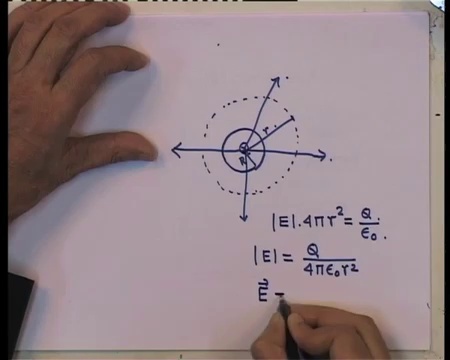 r
Q
R
|E|.4πr² = Q/ε₀.
|E| = Q/4πε₀r²
E⃗ =